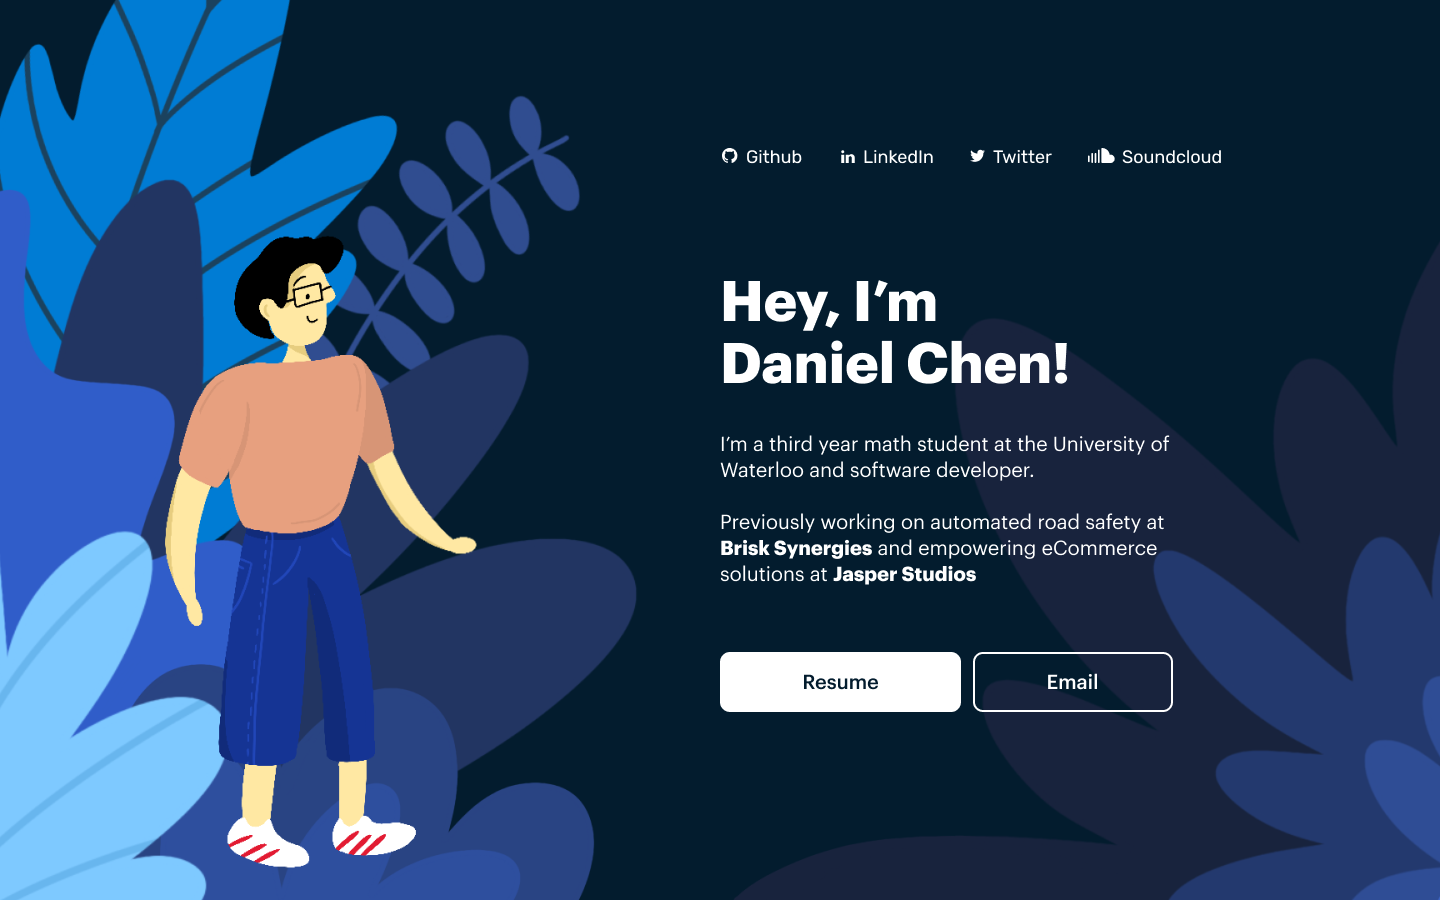 Github LinkedIn Twitter Soundcloud
Hey, I’m
Daniel Chen!
I’m a third year math student at the University of
Waterloo and software developer.
Previously working on automated road safety at
Brisk Synergies and empowering eCommerce
solutions at Jasper Studios
Resume Email